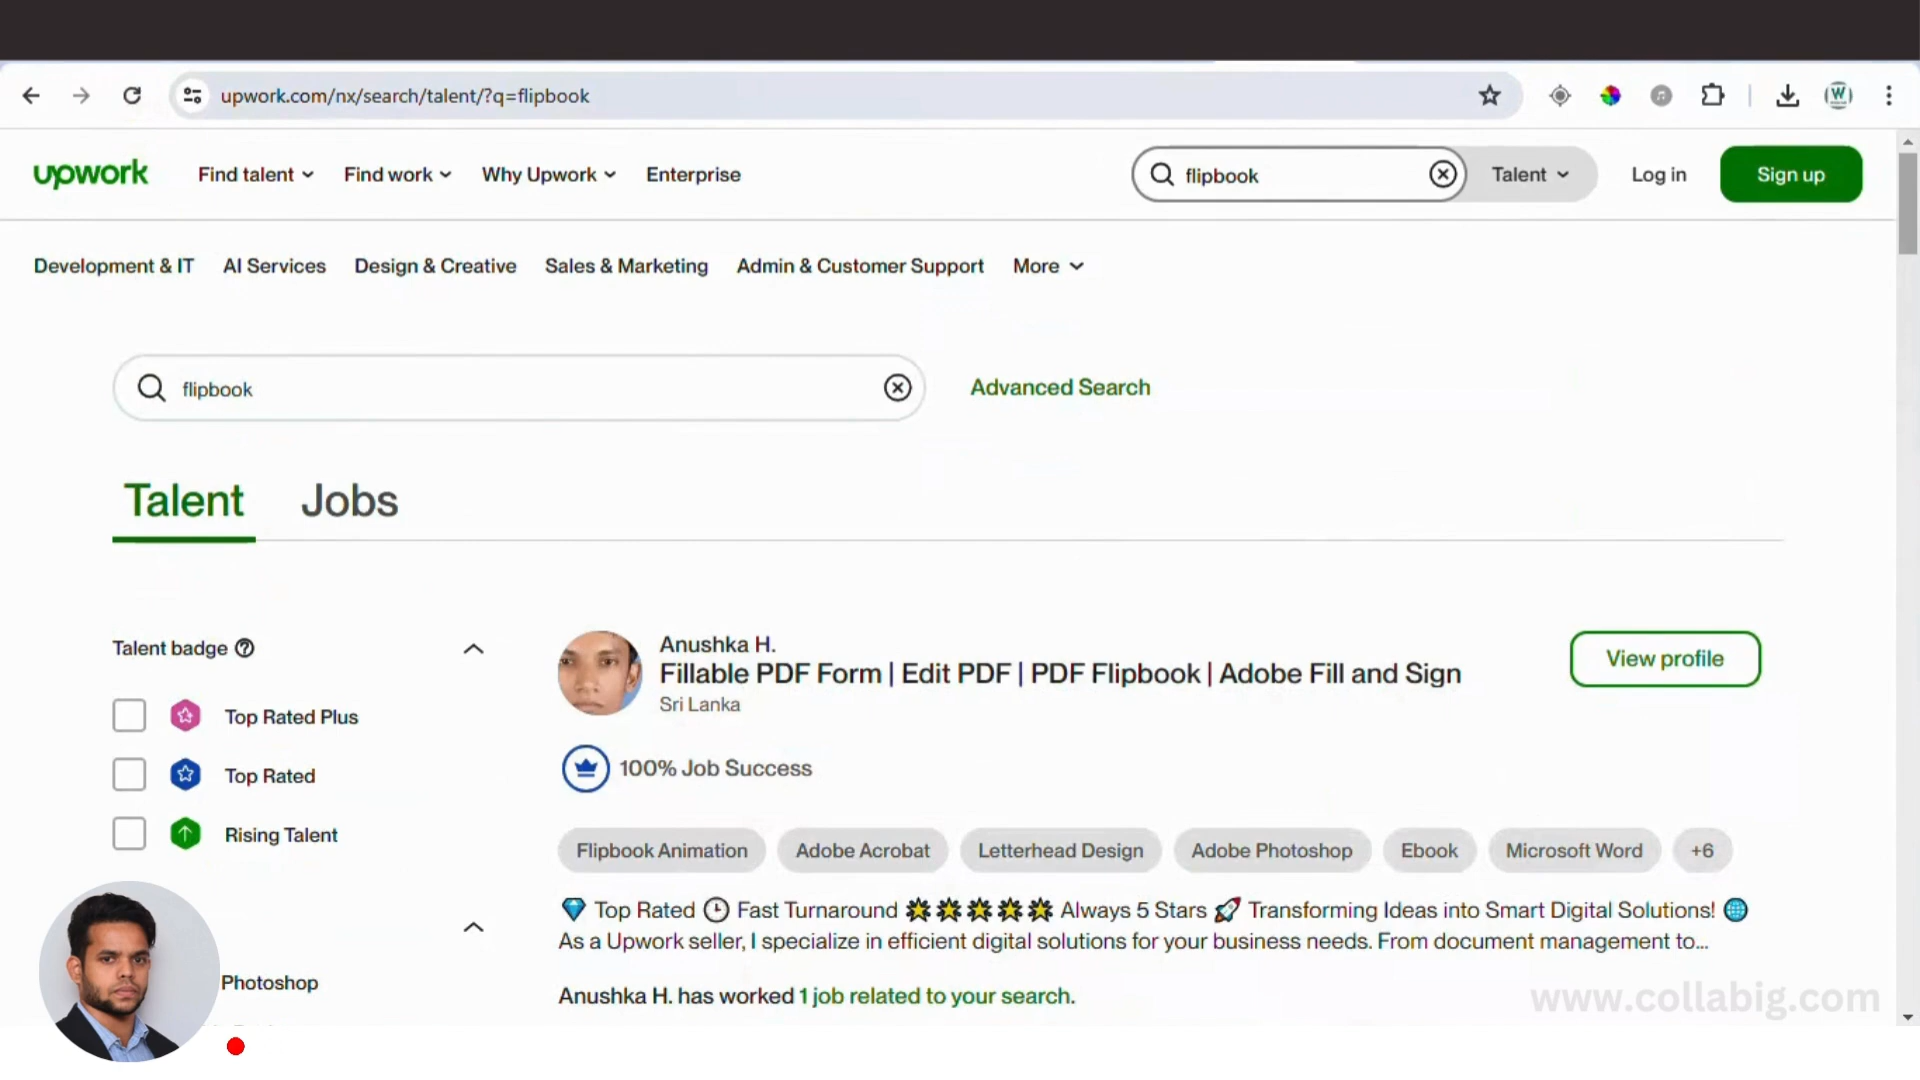 upwork.com/nx/search/talent/?q=flipbook
W
upwork
Find talent
Find work
Why Upwork
Enterprise
flipbook
Talent
Log in
Sign up
Development & IT
AI Services
Design & Creative
Sales & Marketing
Admin & Customer Support
More
flipbook
Advanced Search
Talent
Jobs
Talent badge
Top Rated Plus
Top Rated
Rising Talent
Photoshop
Anushka H.
Fillable PDF Form | Edit PDF | PDF Flipbook | Adobe Fill and Sign
Sri Lanka
View profile
100% Job Success
Flipbook Animation
Adobe Acrobat
Letterhead Design
Adobe Photoshop
Ebook
Microsoft Word
+6
💎 Top Rated 🕒 Fast Turnaround 🌟🌟🌟🌟🌟 Always 5 Stars 🚀 Transforming Ideas into Smart Digital Solutions! 🌐
As a Upwork seller, I specialize in efficient digital solutions for your business needs. From document management to...
Anushka H. has worked 1 job related to your search.
www.collabig.com